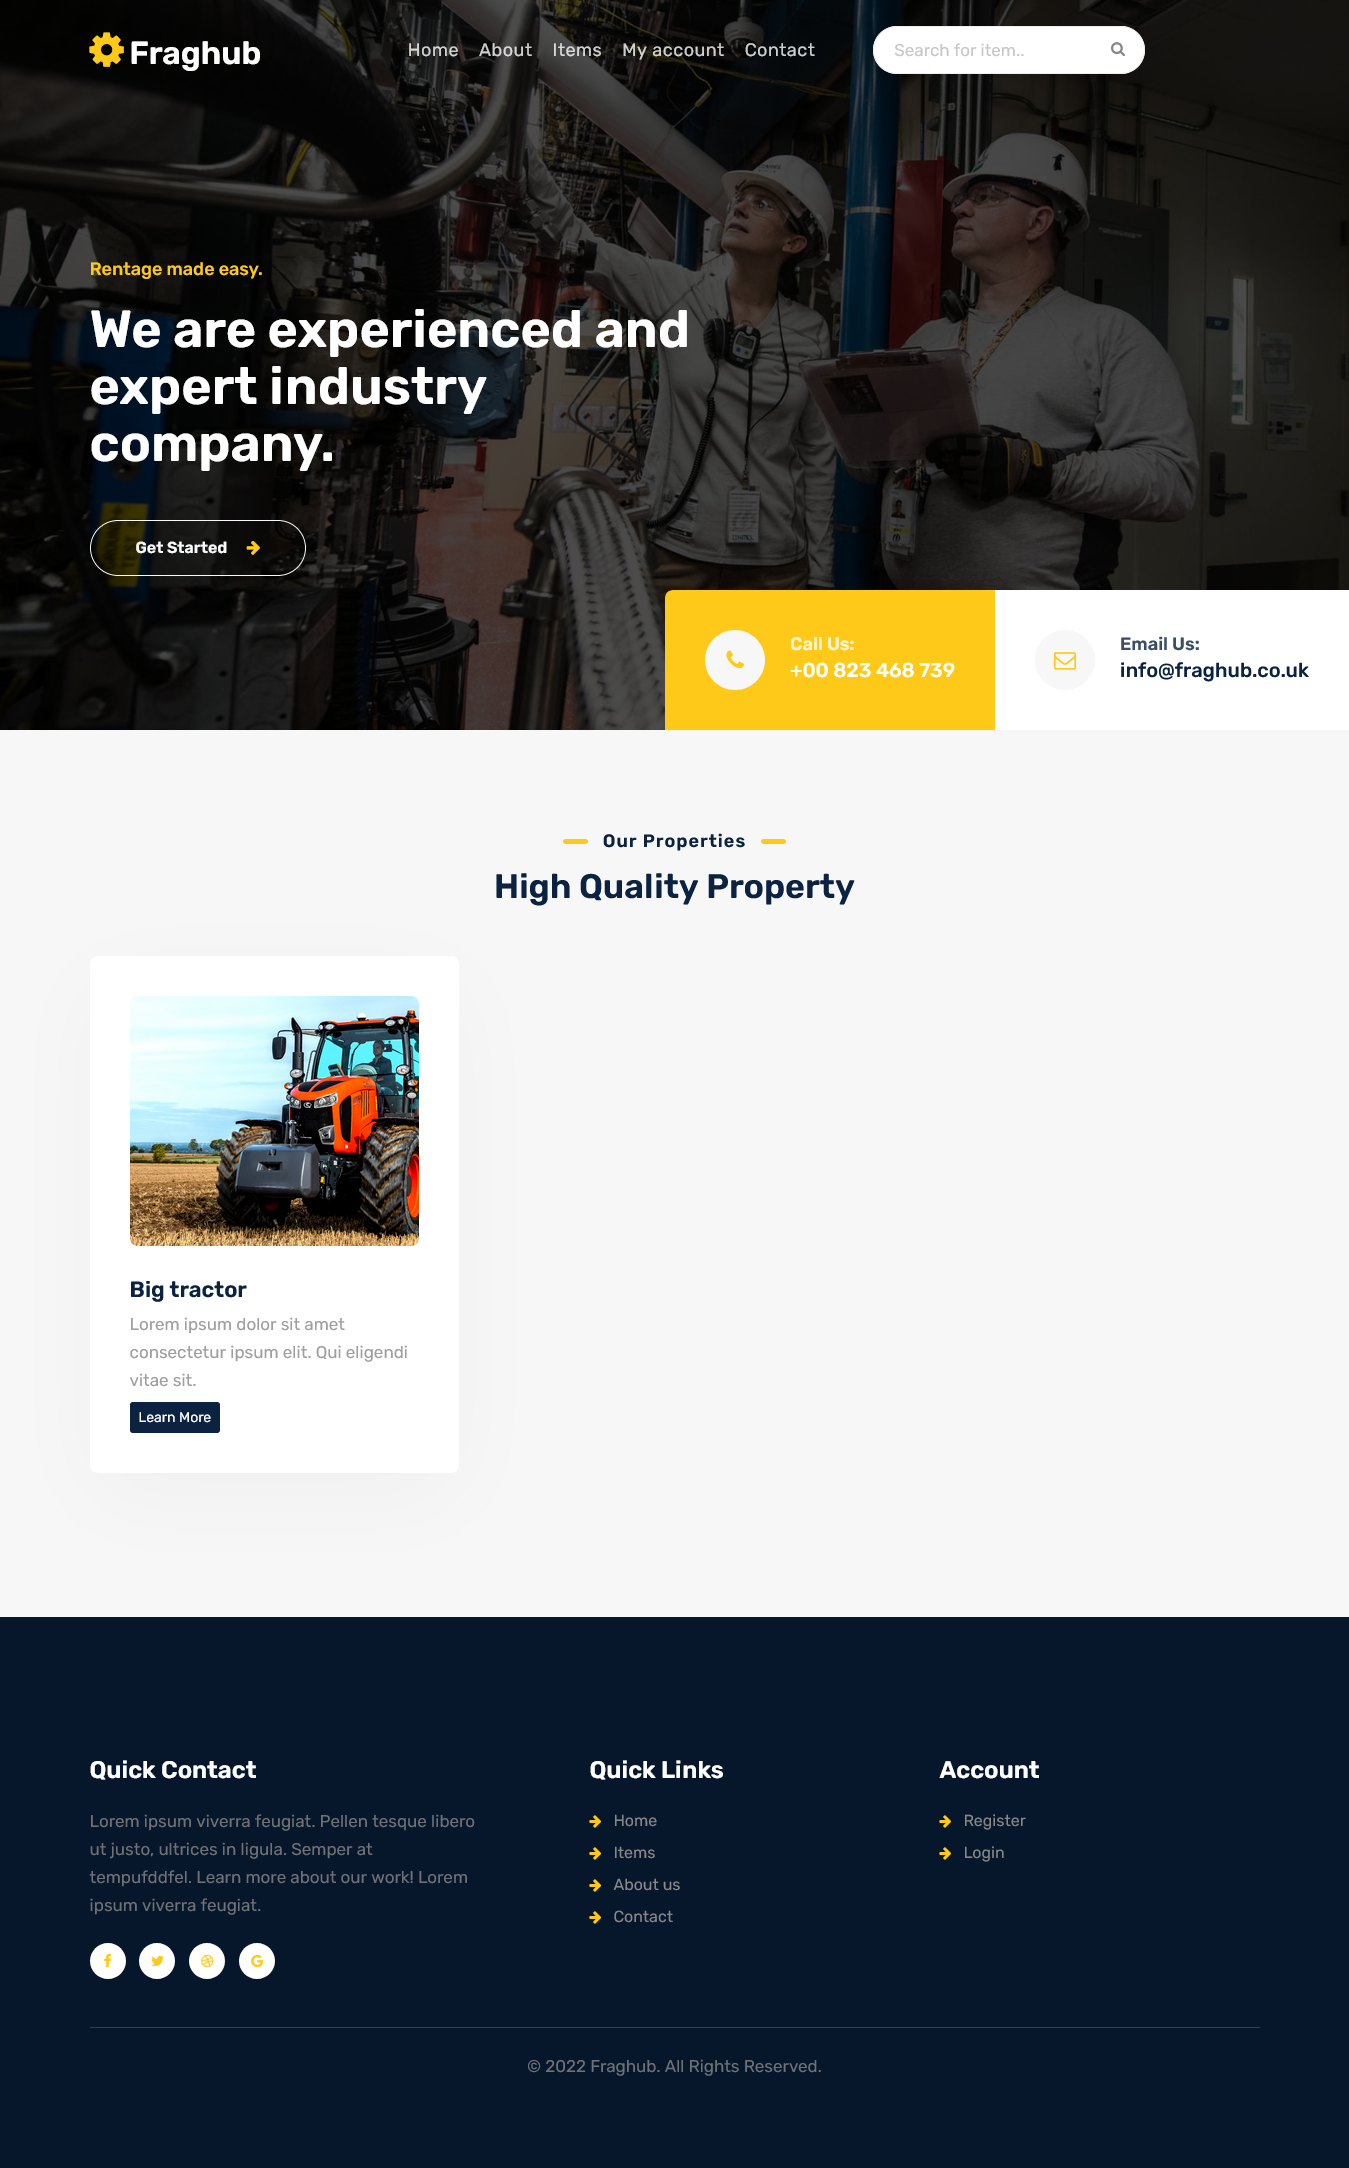 Fraghub
Home About Items My account Contact
Search for item..
Rentage made easy.
We are experienced and
expert industry
company.
Get Started
Call Us:
+00 823 468 739
Email Us:
info@fraghub.co.uk
Our Properties
High Quality Property
Big tractor
Lorem ipsum dolor sit amet
consectetur ipsum elit. Qui eligendi
vitae sit.
Learn More
Quick Contact
Lorem ipsum viverra feugiat. Pellen tesque libero
ut justo, ultrices in ligula. Semper at
tempufddfel. Learn more about our work! Lorem
ipsum viverra feugiat.
Quick Links
Home
Items
About us
Contact
Account
Register
Login
© 2022 Fraghub. All Rights Reserved.